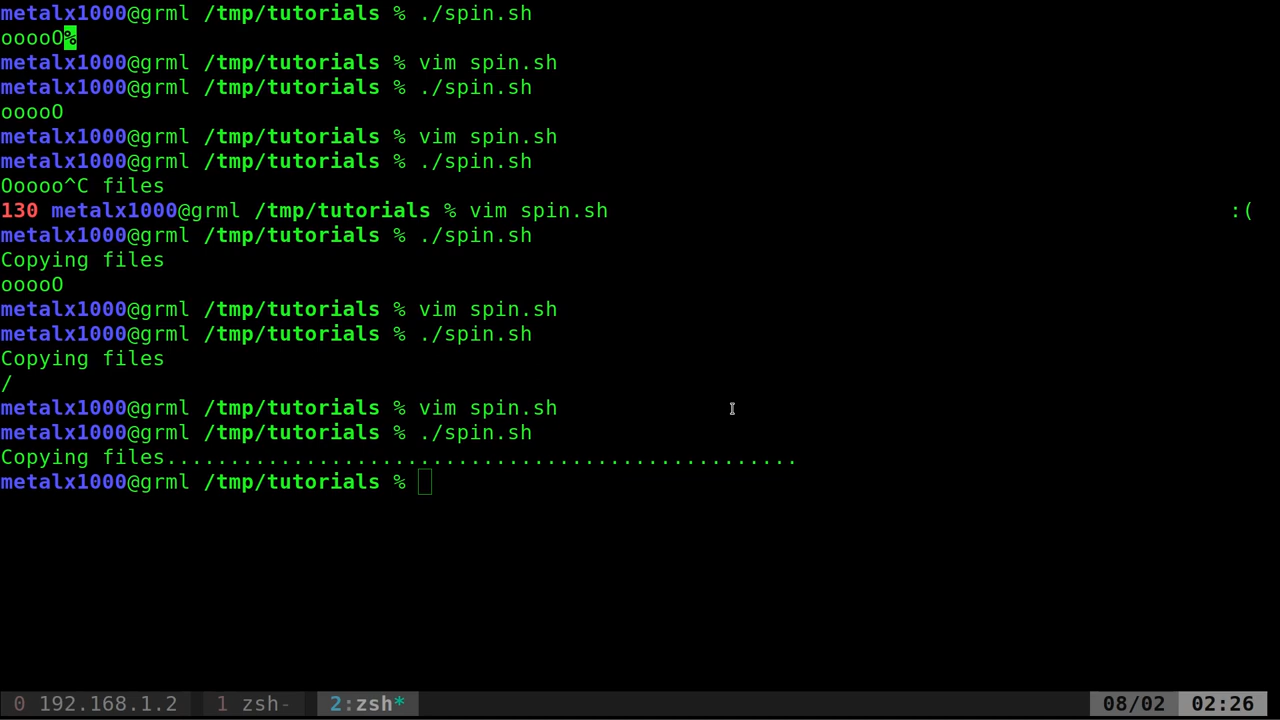 metalx1000@grml /tmp/tutorials % ./spin.sh
ooooO%
metalx1000@grml /tmp/tutorials % vim spin.sh
metalx1000@grml /tmp/tutorials % ./spin.sh
ooooO
metalx1000@grml /tmp/tutorials % vim spin.sh
metalx1000@grml /tmp/tutorials % ./spin.sh
Ooooo^C files
130 metalx1000@grml /tmp/tutorials % vim spin.sh :(
metalx1000@grml /tmp/tutorials % ./spin.sh
Copying files
ooooO
metalx1000@grml /tmp/tutorials % vim spin.sh
metalx1000@grml /tmp/tutorials % ./spin.sh
Copying files
/
metalx1000@grml /tmp/tutorials % vim spin.sh
metalx1000@grml /tmp/tutorials % ./spin.sh
Copying files..................................................
metalx1000@grml /tmp/tutorials %
0 192.168.1.2 1 zsh- 2:zsh* 08/02 02:26